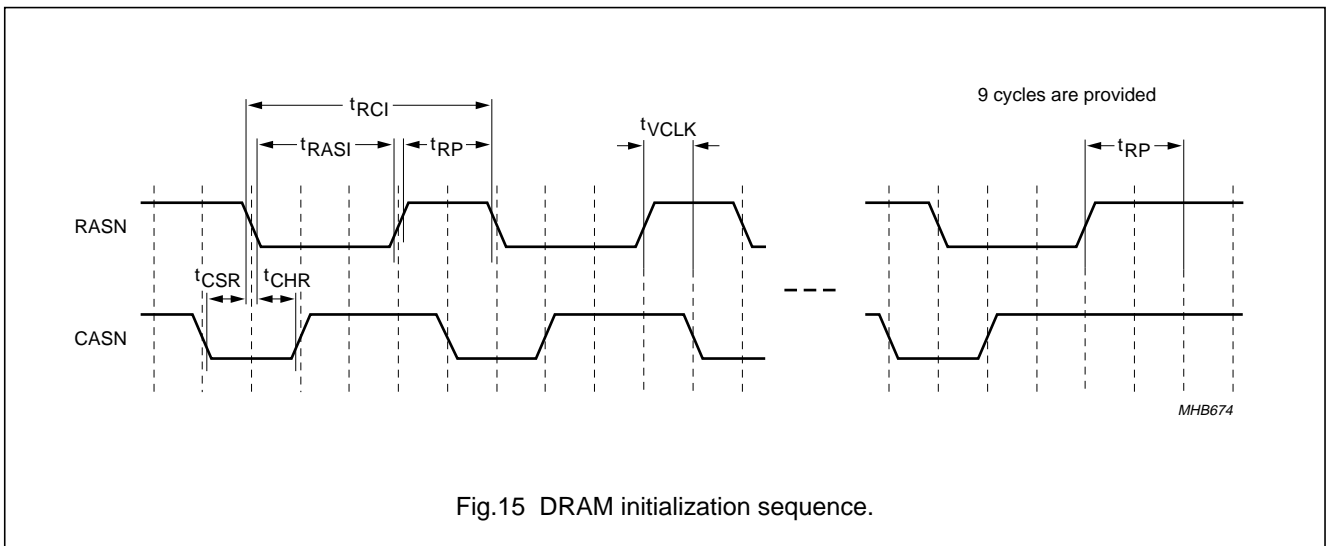 9 cycles are provided
tRCI
tVCLK
tRASI
tRP
tRP
RASN
tCSR
tCHR
CASN
MHB674
Fig.15 DRAM initialization sequence.